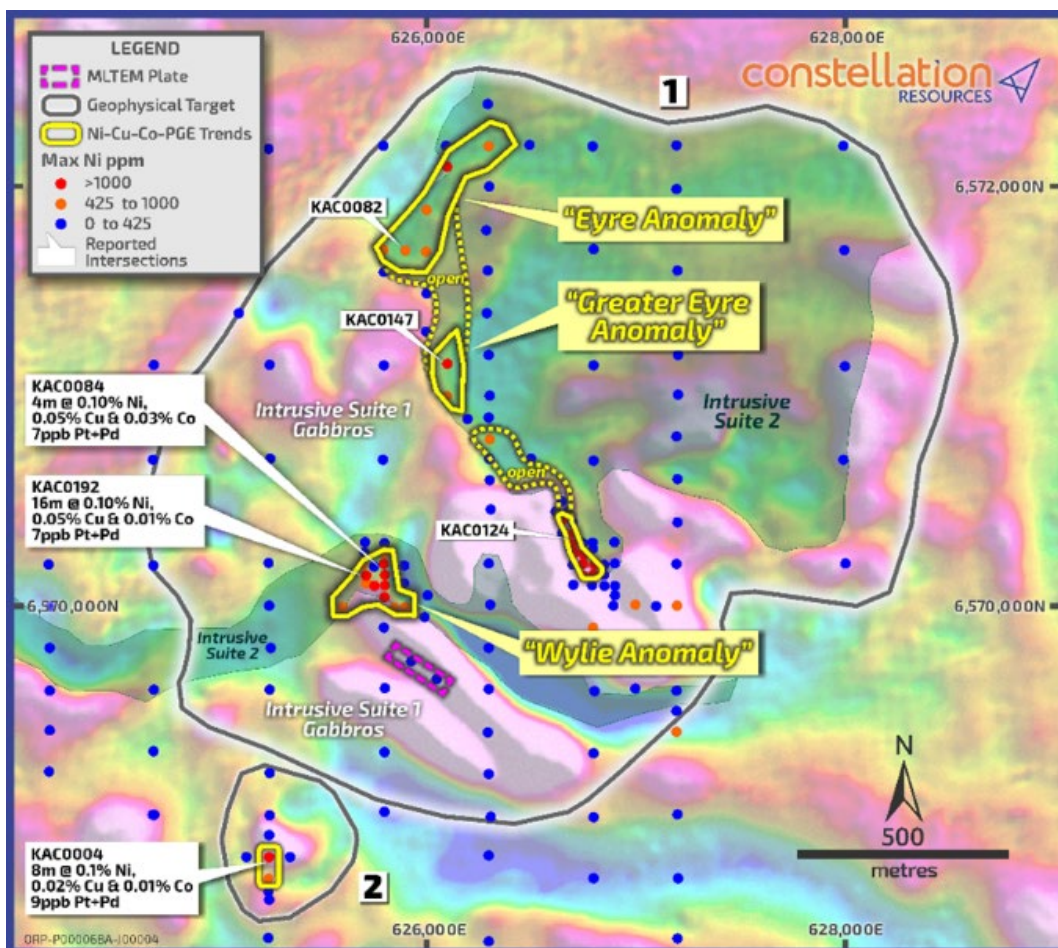 626,000E
628,000E
LEGEND
MLTEM Plate
Geophysical Target
Ni-Cu-Co-PGE Trends
Max Ni ppm
>1000
425 to 1000
0 to 425
Reported
Intersections
constellation
RESOURCES
1
6,572,000N
KAC0082
"Eyre Anomaly"
open
"Greater Eyre
Anomaly"
KAC0147
KAC0084
4m @ 0.10% Ni,
0.05% Cu & 0.03% Co
7ppb Pt+Pd
Intrusive Suite 1
Gabbros
Intrusive
Suite 2
open
KAC0192
16m @ 0.10% Ni,
0.05% Cu & 0.01% Co
7ppb Pt+Pd
KAC0124
6,570,000N
6,570,000N
Intrusive
Suite 2
"Wylie Anomaly"
Intrusive Suite 1
Gabbros
N
500
metres
KAC0004
8m @ 0.1% Ni,
0.02% Cu & 0.01% Co
9ppb Pt+Pd
2
ORP-P00006BA-J00004
626,000E
628,000E